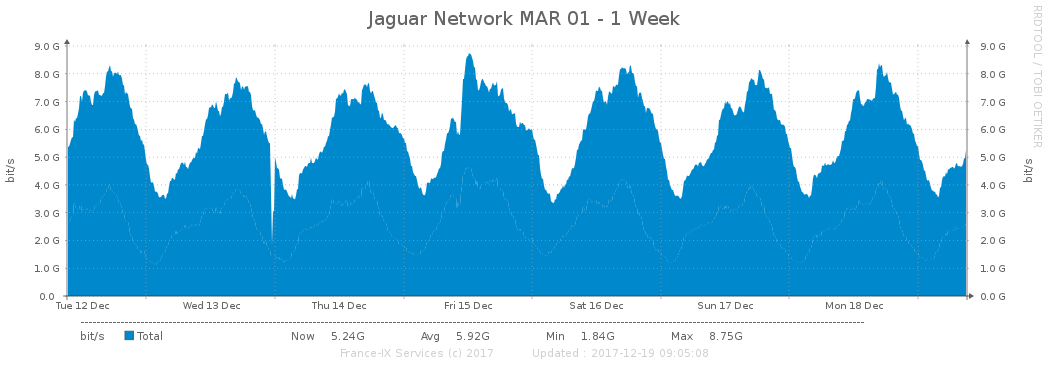 Jaguar Network MAR 01 - 1 Week
RRDTOOL / TOBI OETIKER
9.0 G 9.0 G
8.0 G 8.0 G
7.0 G 7.0 G
6.0 G 6.0 G
5.0 G 5.0 G
4.0 G 4.0 G
3.0 G 3.0 G
2.0 G 2.0 G
1.0 G 1.0 G
0.0 0.0 G
bit/s
bit/s
Tue 12 Dec Wed 13 Dec Thu 14 Dec Fri 15 Dec Sat 16 Dec Sun 17 Dec Mon 18 Dec
bit/s Total Now 5.24G Avg 5.92G Min 1.84G Max 8.75G
France-IX Services (c) 2017 Updated : 2017-12-19 09:05:08